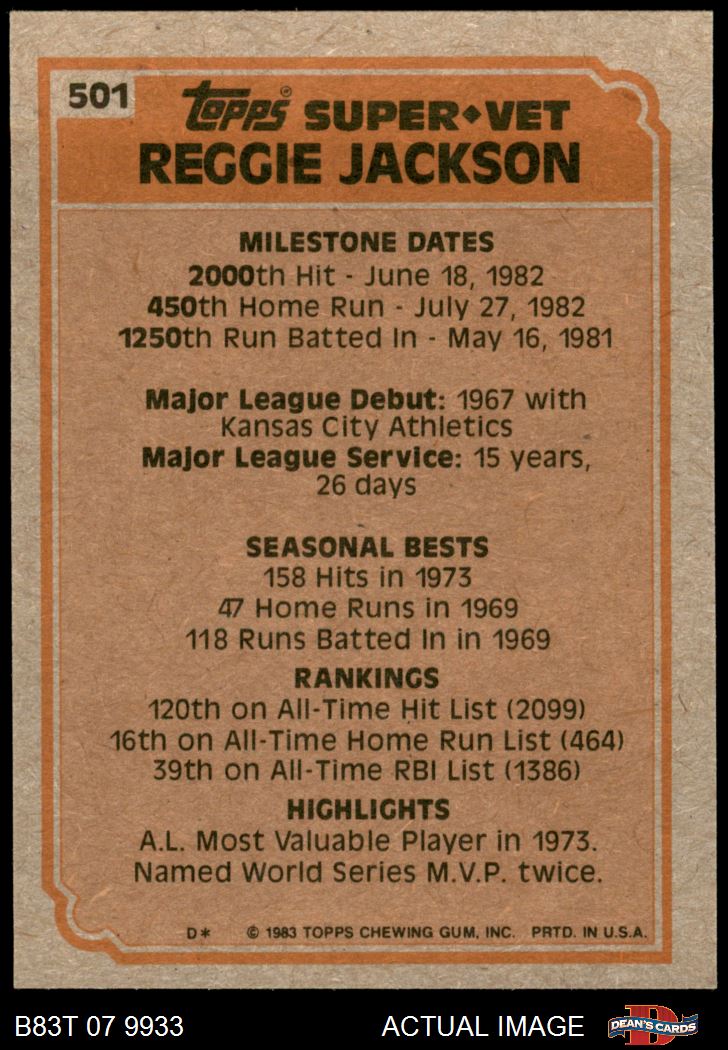 501
Topps® SUPER◆VET
REGGIE JACKSON
MILESTONE DATES
2000th Hit - June 18, 1982
450th Home Run - July 27, 1982
1250th Run Batted In - May 16, 1981
Major League Debut: 1967 with
Kansas City Athletics
Major League Service: 15 years,
26 days
SEASONAL BESTS
158 Hits in 1973
47 Home Runs in 1969
118 Runs Batted In in 1969
RANKINGS
120th on All-Time Hit List (2099)
16th on All-Time Home Run List (464)
39th on All-Time RBI List (1386)
HIGHLIGHTS
A.L. Most Valuable Player in 1973.
Named World Series M.V.P. twice.
D* © 1983 TOPPS CHEWING GUM, INC. PRTD. IN U.S.A.
B83T 07 9933 ACTUAL IMAGE D DEAN'S CARDS